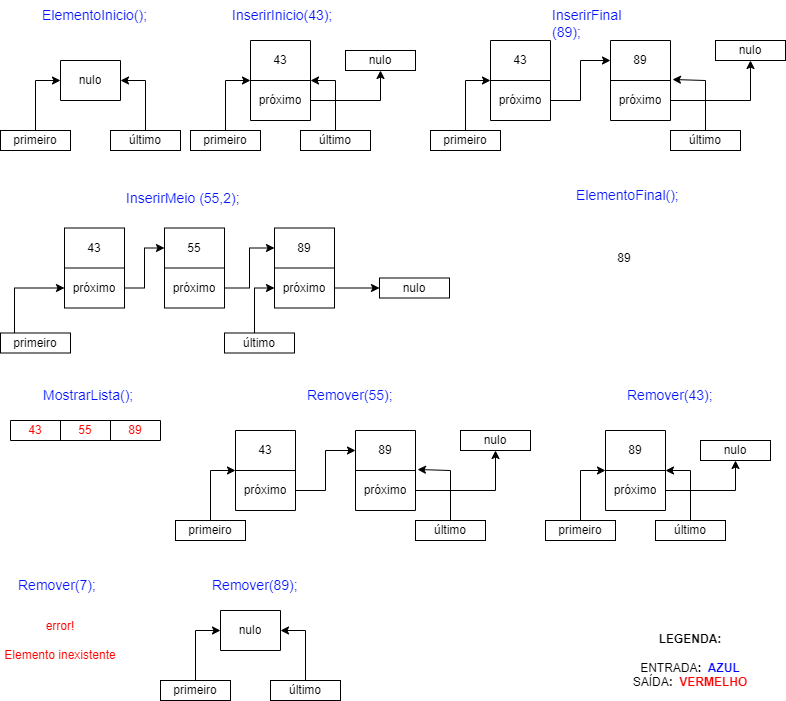 ElementoInicio();
nulo
primeiro
último
InserirInicio(43);
43
próximo
nulo
primeiro
último
InserirFinal
(89);
43
próximo
89
próximo
nulo
primeiro
último
InserirMeio (55,2);
43
próximo
55
próximo
89
próximo
nulo
primeiro
último
ElementoFinal();
89
MostrarLista();
43 55 89
Remover(55);
43
próximo
89
próximo
nulo
primeiro
último
Remover(43);
89
próximo
nulo
primeiro
último
Remover(7);
error!
Elemento inexistente
Remover(89);
nulo
primeiro
último
LEGENDA:
ENTRADA: AZUL
SAÍDA: VERMELHO